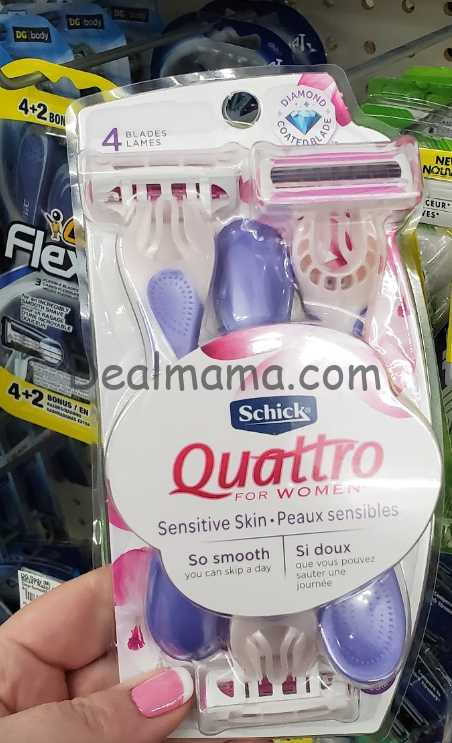 DG | body
DG | body
4+2 BON
Flex
3
4+2 BONUS / EN
4 BLADES
LAMES
DIAMOND
COATED BLADE
Dealmama.com
Schick
Quattro
FOR WOMEN
Sensitive Skin • Peaux sensibles
So smooth
you can skip a day
Si doux
que vous pouvez
sauter une
journée
NEW